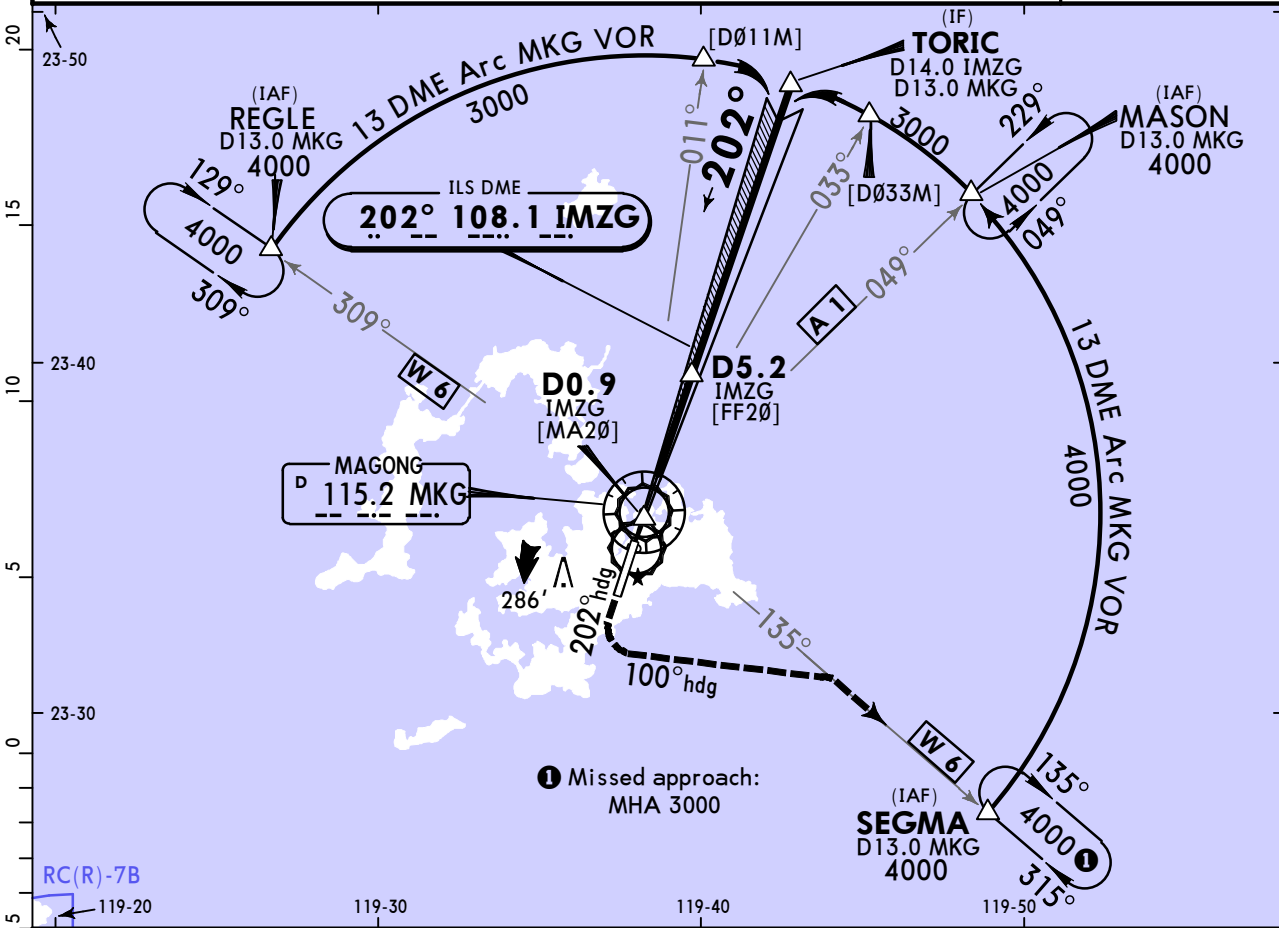 20
23-50
13 DME Arc MKG VOR
3000
[DØ11M]
(IF)
TORIC
D14.0 IMZG
D13.0 MKG
(IAF)
REGLE
D13.0 MKG
4000
011°
202°
033°
3000
[DØ33M]
229°
(IAF)
MASON
D13.0 MKG
4000
4000
049°
129°
4000
309°
15
ILS DME
202° 108.1 IMZG
309°
W 6
049°
A 1
13 DME Arc MKG VOR
4000
23-40
10
D0.9
IMZG
[MA2Ø]
D5.2
IMZG
[FF2Ø]
MAGONG
D 115.2 MKG
5
286'
202° hdg
100° hdg
135°
23-30
0
W 6
1 Missed approach:
MHA 3000
(IAF)
SEGMA
D13.0 MKG
4000
135°
4000 1
315°
RC(R)-7B
5
119-20
119-30
119-40
119-50